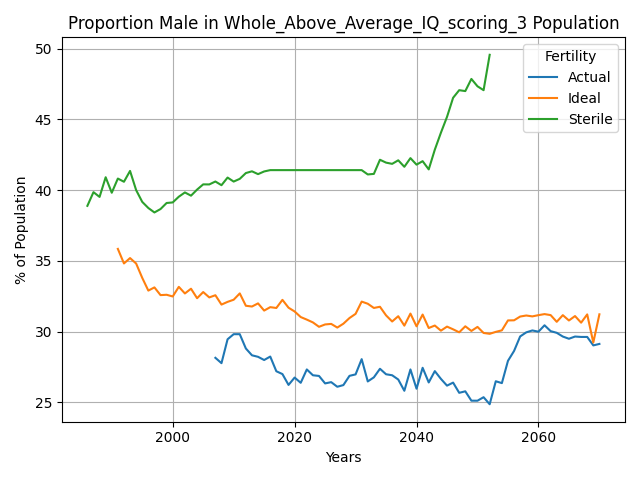 Proportion Male in Whole_Above_Average_IQ_scoring_3 Population
Fertility
Actual
Ideal
Sterile
% of Population
50
45
40
35
30
25
2000
2020
2040
2060
Years